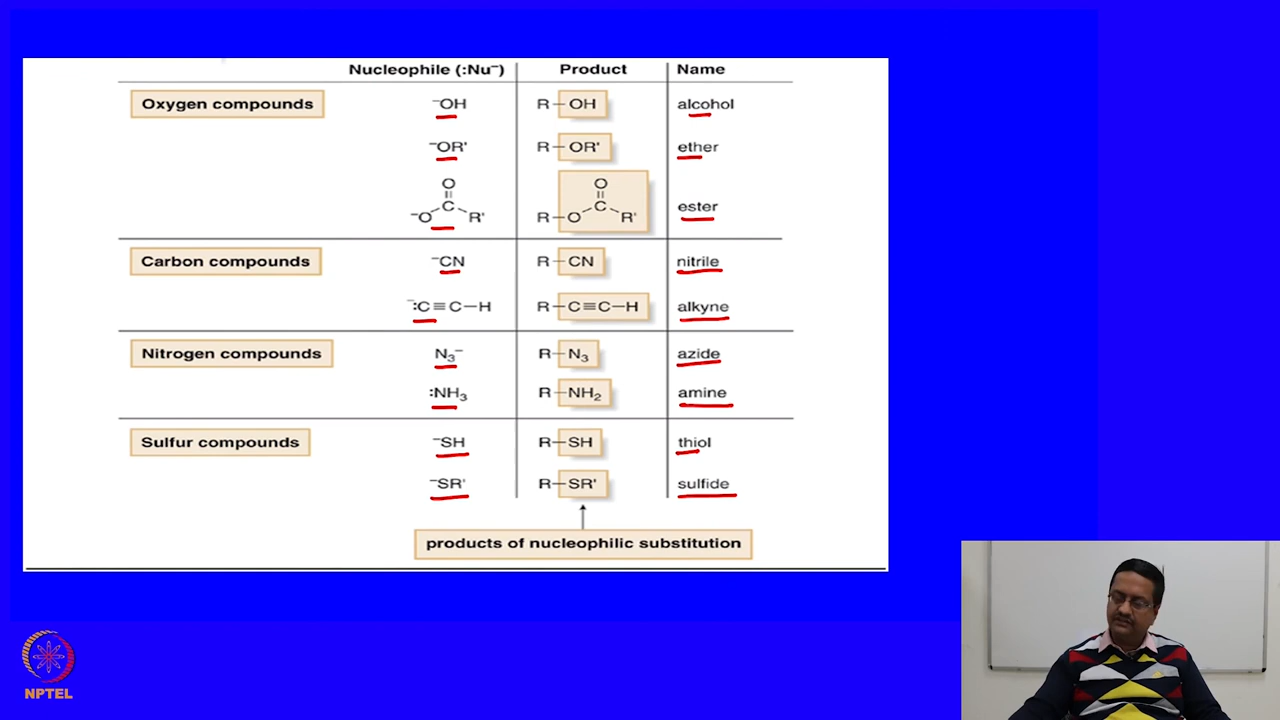 Nucleophile (:Nu⁻) Product Name
Oxygen compounds ⁻OH R–OH alcohol
⁻OR' R–OR' ether
O O
⁻O C R' R–O C R' ester
Carbon compounds ⁻CN R–CN nitrile
⁻:C≡C–H R–C≡C–H alkyne
Nitrogen compounds N₃⁻ R–N₃ azide
:NH₃ R–NH₂ amine
Sulfur compounds ⁻SH R–SH thiol
⁻SR' R–SR' sulfide
products of nucleophilic substitution
NPTEL